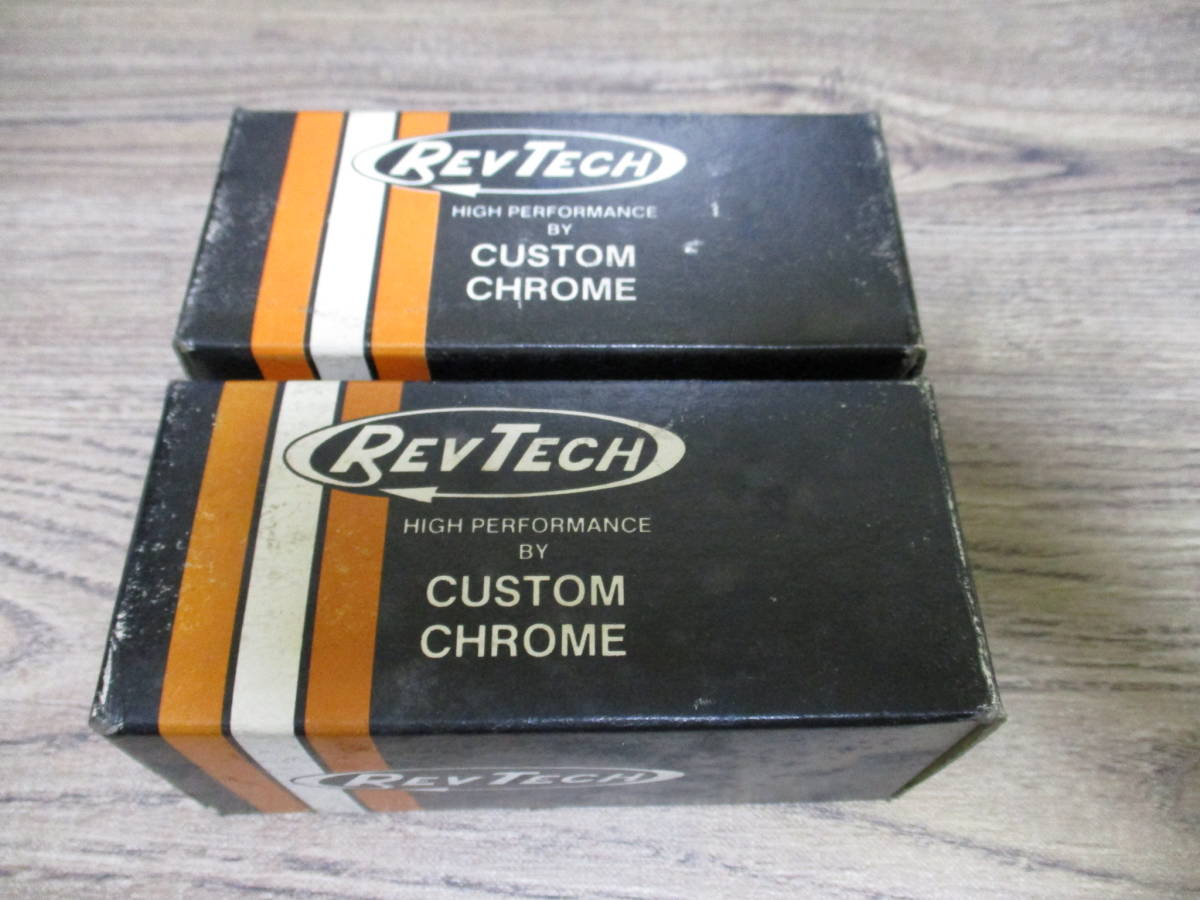 REVTECH
HIGH PERFORMANCE
BY
CUSTOM
CHROME
REVTECH
HIGH PERFORMANCE
BY
CUSTOM
CHROME
REVTECH